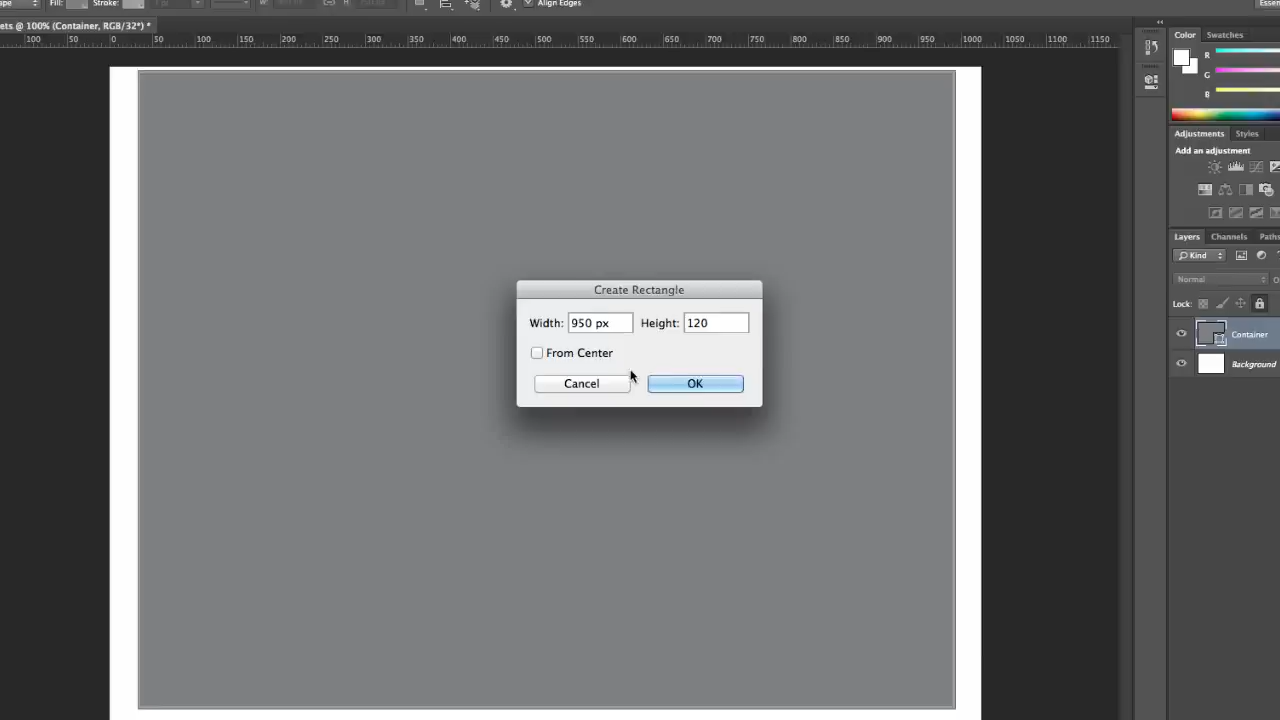 Fill: Stroke: W: H: Align Edges
ets @ 100% (Container, RGB/32*) *
100 50 0 50 100 150 200 250 300 350 400 450 500 550 600 650 700 750 800 850 900 950 1000 1050 1100 1150
Color Swatches
R
G
B
Adjustments Styles
Add an adjustment
Layers Channels Paths
Kind
Normal
Lock:
Container
Background
Create Rectangle
Width: 950 px Height: 120
From Center
Cancel OK